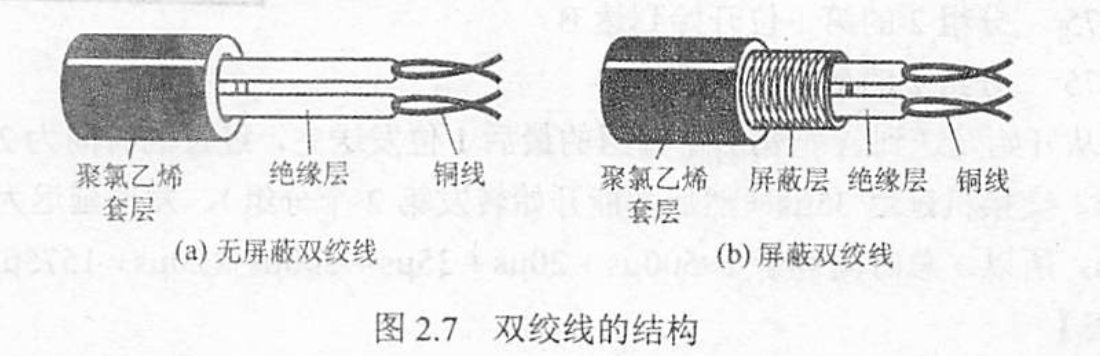 聚氯乙烯 绝缘层 铜线
套层
(a) 无屏蔽双绞线
聚氯乙烯 屏蔽层 绝缘层 铜线
套层
(b) 屏蔽双绞线
图 2.7 双绞线的结构